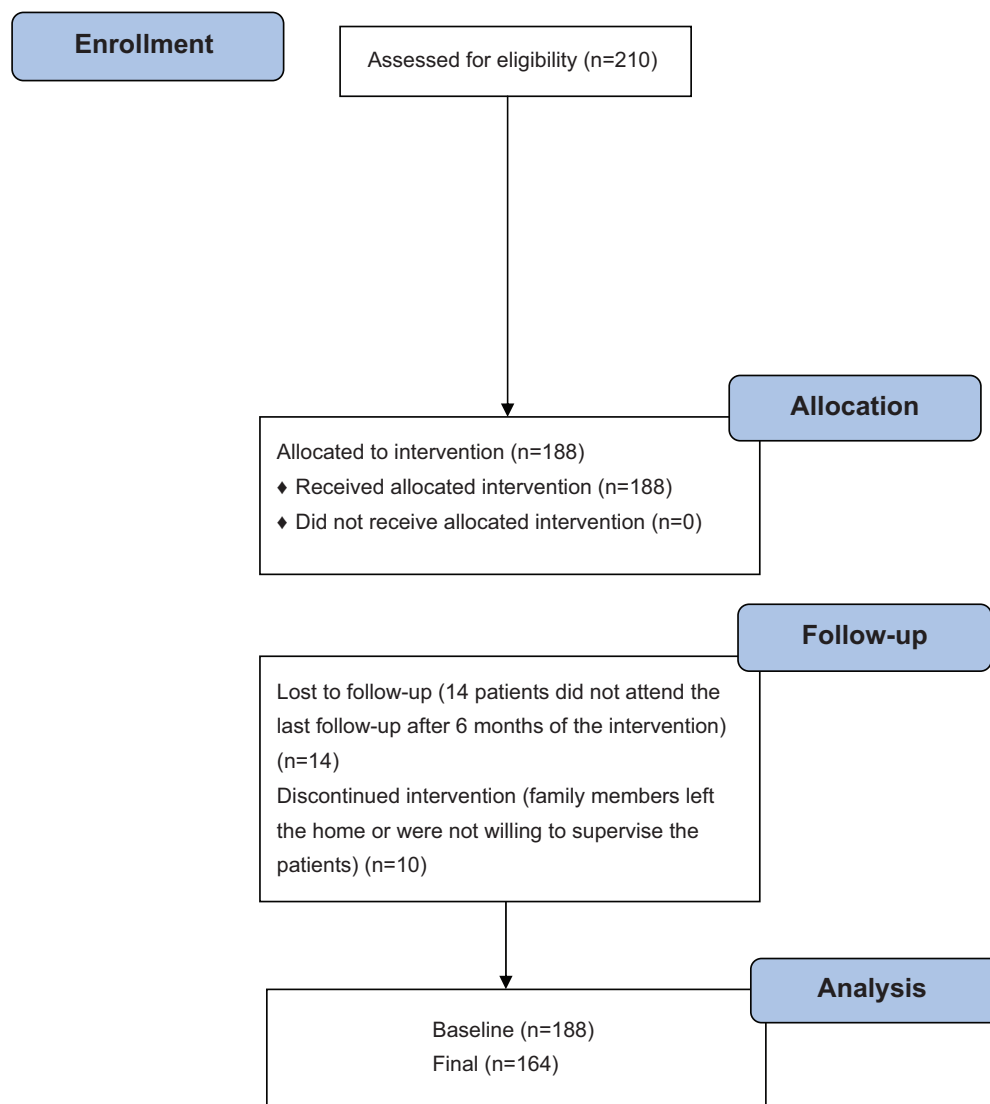 Enrollment
Assessed for eligibility (n=210)
Allocation
Allocated to intervention (n=188)
♦ Received allocated intervention (n=188)
♦ Did not receive allocated intervention (n=0)
Follow-up
Lost to follow-up (14 patients did not attend the
last follow-up after 6 months of the intervention)
(n=14)
Discontinued intervention (family members left
the home or were not willing to supervise the
patients) (n=10)
Analysis
Baseline (n=188)
Final (n=164)